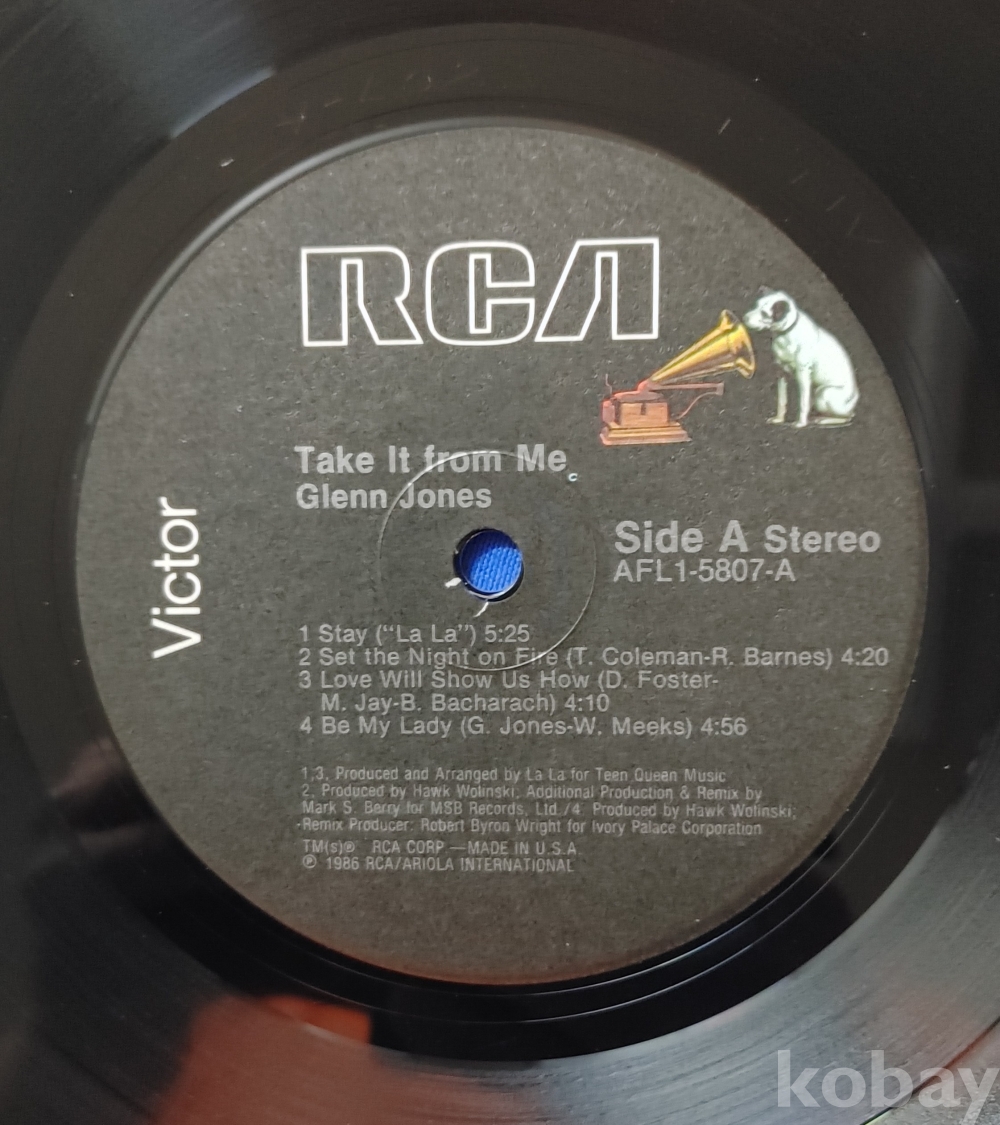 RCA
Take It from Me
Glenn Jones
Victor
Side A Stereo
AFL1-5807-A
1 Stay ("La La") 5:25
2 Set the Night on Fire (T. Coleman-R. Barnes) 4:20
3 Love Will Show Us How (D. Foster-
M. Jay-B. Bacharach) 4:10
4 Be My Lady (G. Jones-W. Meeks) 4:56
1,3. Produced and Arranged by La La for Teen Queen Music
2. Produced by Hawk Wolinski; Additional Production & Remix by
Mark S. Berry for MSB Records, Ltd./4. Produced by Hawk Wolinski;
Remix Producer: Robert Byron Wright for Ivory Palace Corporation
TM(s)® RCA CORP.—MADE IN U.S.A.
℗ 1986 RCA/ARIOLA INTERNATIONAL
kobay